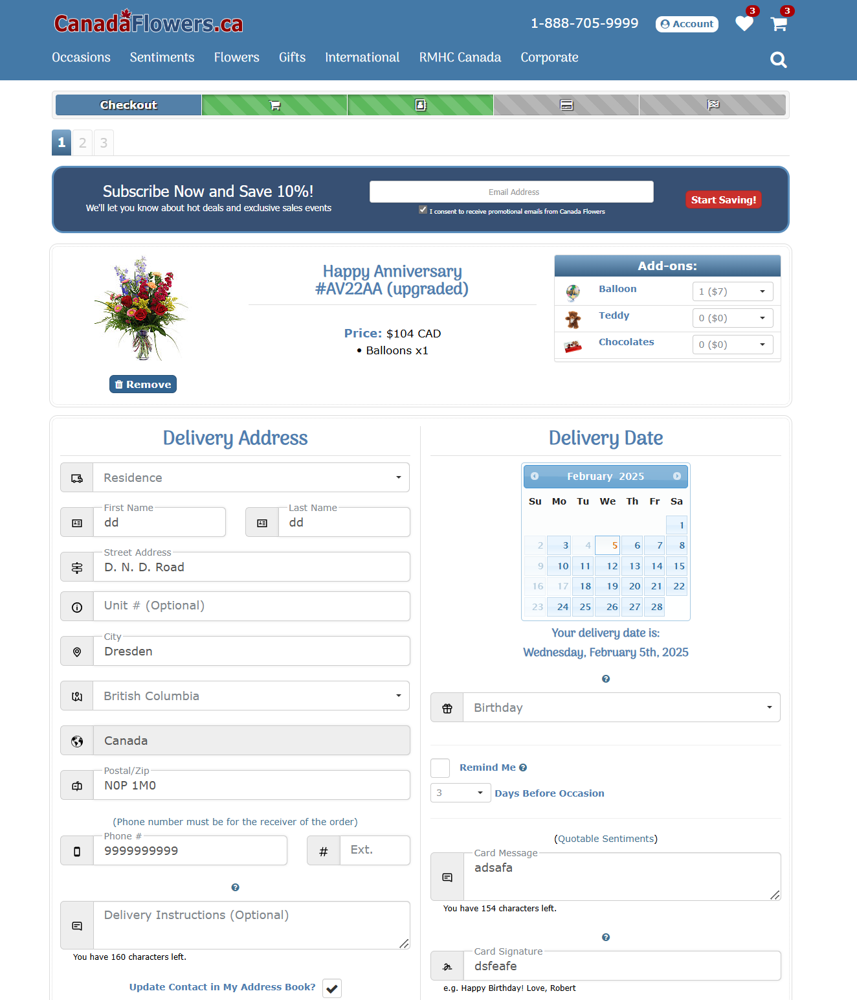 CanadaFlowers.ca
1-888-705-9999
Account
3
3
Occasions
Sentiments
Flowers
Gifts
International
RMHC Canada
Corporate
Checkout
1
2
3
Subscribe Now and Save 10%!
We'll let you know about hot deals and exclusive sales events
Email Address
I consent to receive promotional emails from Canada Flowers
Start Saving!
Remove
Happy Anniversary
#AV22AA (upgraded)
Price: $104 CAD
• Balloons x1
Add-ons:
Balloon
1 ($7)
Teddy
0 ($0)
Chocolates
0 ($0)
Delivery Address
Residence
First Name
dd
Last Name
dd
Street Address
D. N. D. Road
Unit # (Optional)
City
Dresden
British Columbia
Canada
Postal/Zip
N0P 1M0
(Phone number must be for the receiver of the order)
Phone #
9999999999
# Ext.
Delivery Instructions (Optional)
You have 160 characters left.
Update Contact in My Address Book?
Delivery Date
February 2025
Su Mo Tu We Th Fr Sa
1
2 3 4 5 6 7 8
9 10 11 12 13 14 15
16 17 18 19 20 21 22
23 24 25 26 27 28
Your delivery date is:
Wednesday, February 5th, 2025
Birthday
Remind Me
3
Days Before Occasion
(Quotable Sentiments)
Card Message
adsafa
You have 154 characters left.
Card Signature
dsfeafe
e.g. Happy Birthday! Love, Robert